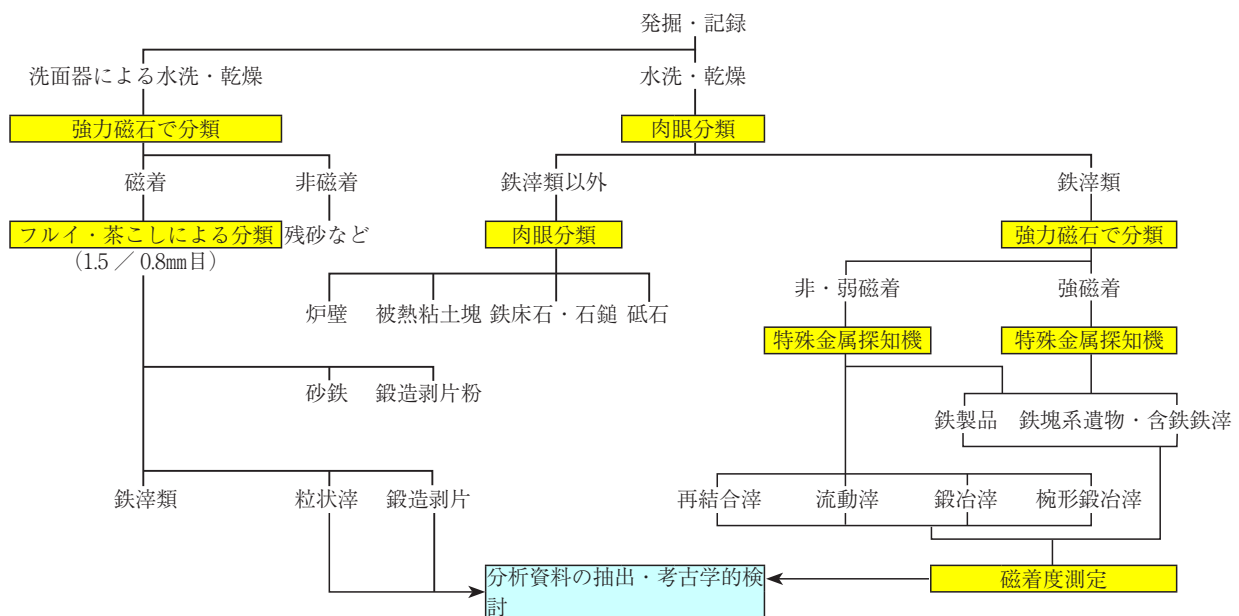 発掘・記録
洗面器による水洗・乾燥
水洗・乾燥
強力磁石で分類
肉眼分類
磁着
非磁着
鉄滓類以外
鉄滓類
フルイ・茶こしによる分類
残砂など
肉眼分類
強力磁石で分類
（1.5 ／ 0.8㎜目）
非・弱磁着
強磁着
炉壁
被熱粘土塊
鉄床石・石鎚
砥石
特殊金属探知機
特殊金属探知機
砂鉄
鍛造剥片粉
鉄製品
鉄塊系遺物・含鉄鉄滓
鉄滓類
粒状滓
鍛造剥片
再結合滓
流動滓
鍛冶滓
椀形鍛冶滓
分析資料の抽出・考古学的検
討
磁着度測定